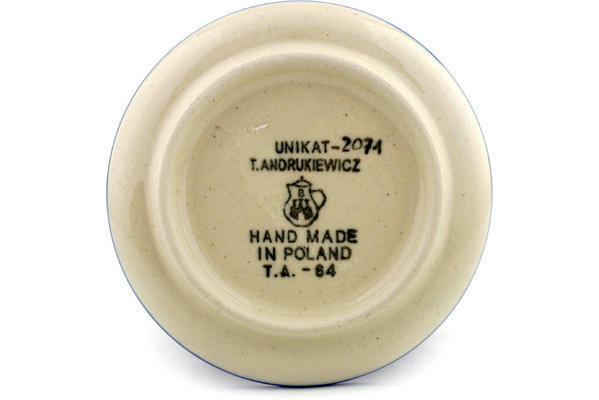 UNIKAT-2071
T.ANDRUKIEWICZ
B
HAND MADE
IN POLAND
T.A.-64